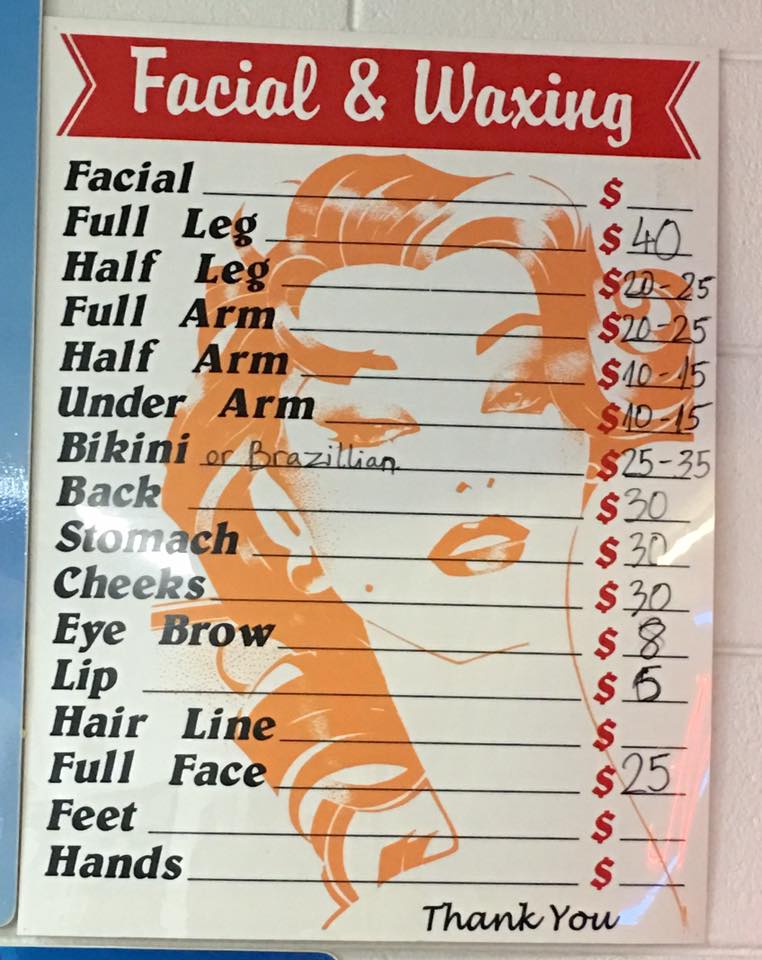 Facial & Waxing
Facial $
Full Leg $ 40
Half Leg $20-25
Full Arm $20-25
Half Arm $10-15
Under Arm $10-15
Bikini or Brazillian $25-35
Back $30
Stomach $30
Cheeks $30
Eye Brow $ 8
Lip $ 5
Hair Line $
Full Face $25
Feet $
Hands $
Thank You